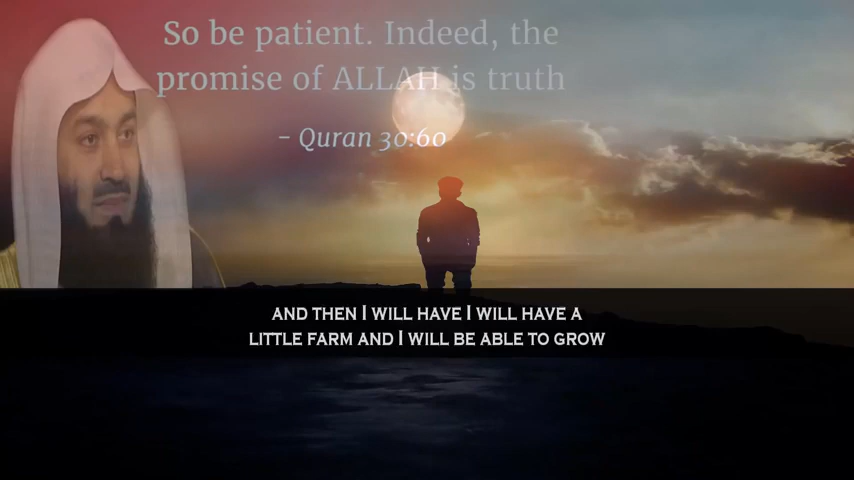 So be patient. Indeed, the
promise of ALLAH is truth
- Quran 30:60
AND THEN I WILL HAVE I WILL HAVE A
LITTLE FARM AND I WILL BE ABLE TO GROW